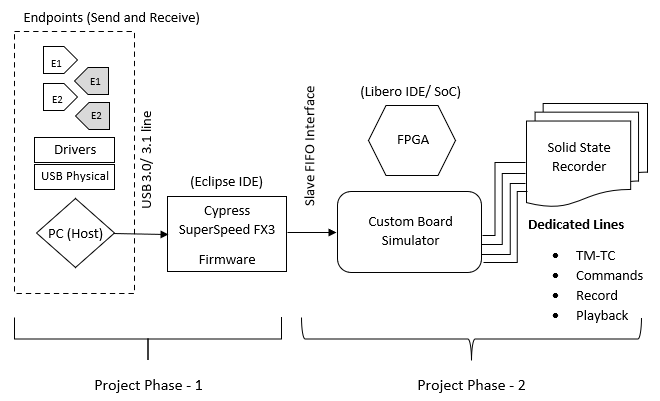 Endpoints (Send and Receive)
E1
E1
E2
E2
Drivers
USB Physical
PC (Host)
USB 3.0/ 3.1 line
(Eclipse IDE)
Cypress
SuperSpeed FX3
Firmware
Slave FIFO Interface
(Libero IDE/ SoC)
FPGA
Custom Board
Simulator
Solid State
Recorder
Dedicated Lines
• TM-TC
• Commands
• Record
• Playback
Project Phase - 1
Project Phase - 2